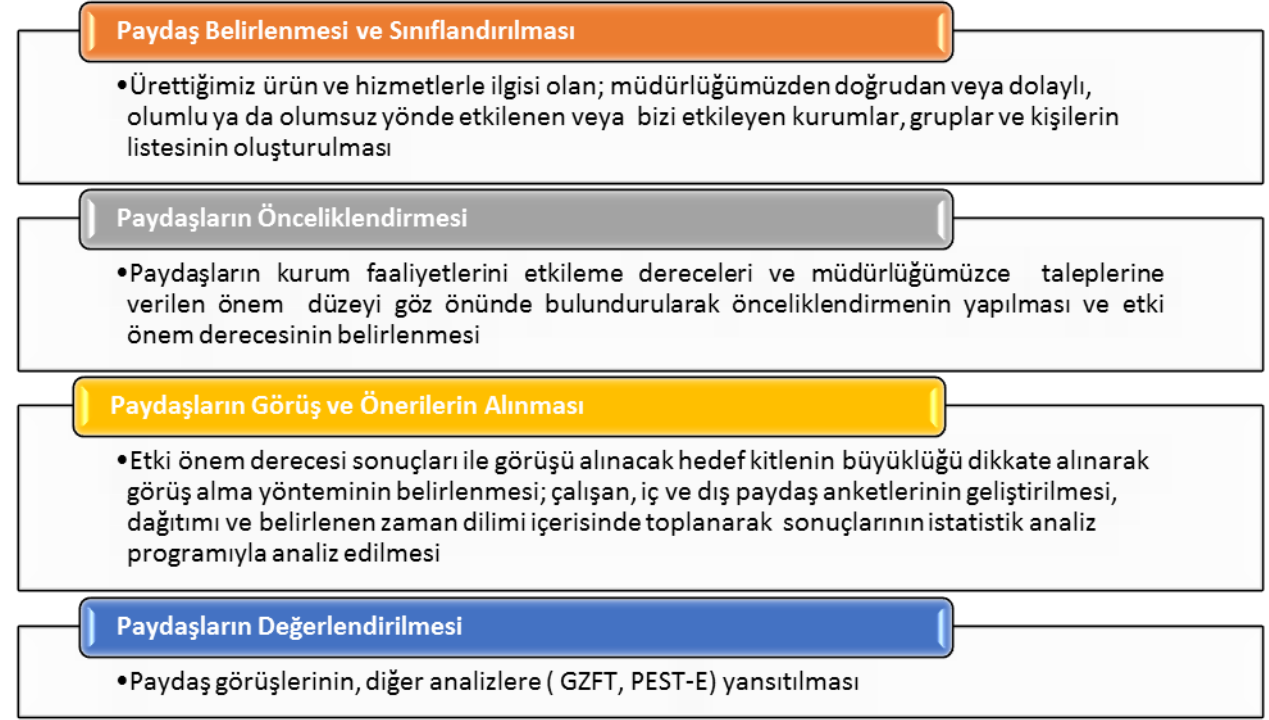 Paydaş Belirlenmesi ve Sınıflandırılması
•Ürettiğimiz ürün ve hizmetlerle ilgisi olan; müdürlüğümüzden doğrudan veya dolaylı,
olumlu ya da olumsuz yönde etkilenen veya bizi etkileyen kurumlar, gruplar ve kişilerin
listesinin oluşturulması
Paydaşların Önceliklendirmesi
•Paydaşların kurum faaliyetlerini etkileme dereceleri ve müdürlüğümüzce taleplerine
verilen önem düzeyi göz önünde bulundurularak önceliklendirmenin yapılması ve etki
önem derecesinin belirlenmesi
Paydaşların Görüş ve Önerilerin Alınması
•Etki önem derecesi sonuçları ile görüşü alınacak hedef kitlenin büyüklüğü dikkate alınarak
görüş alma yönteminin belirlenmesi; çalışan, iç ve dış paydaş anketlerinin geliştirilmesi,
dağıtımı ve belirlenen zaman dilimi içerisinde toplanarak sonuçlarının istatistik analiz
programıyla analiz edilmesi
Paydaşların Değerlendirilmesi
•Paydaş görüşlerinin, diğer analizlere ( GZFT, PEST-E) yansıtılması